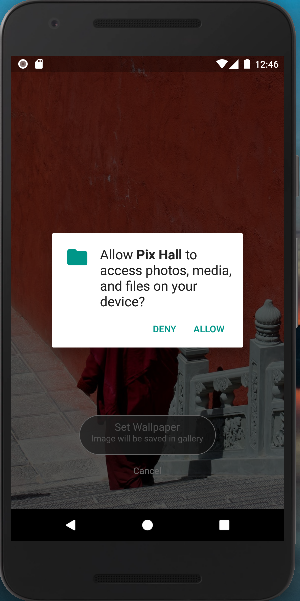 12:46
Allow Pix Hall to
access photos, media,
and files on your
device?
DENY ALLOW
Set Wallpaper
Image will be saved in gallery
Cancel